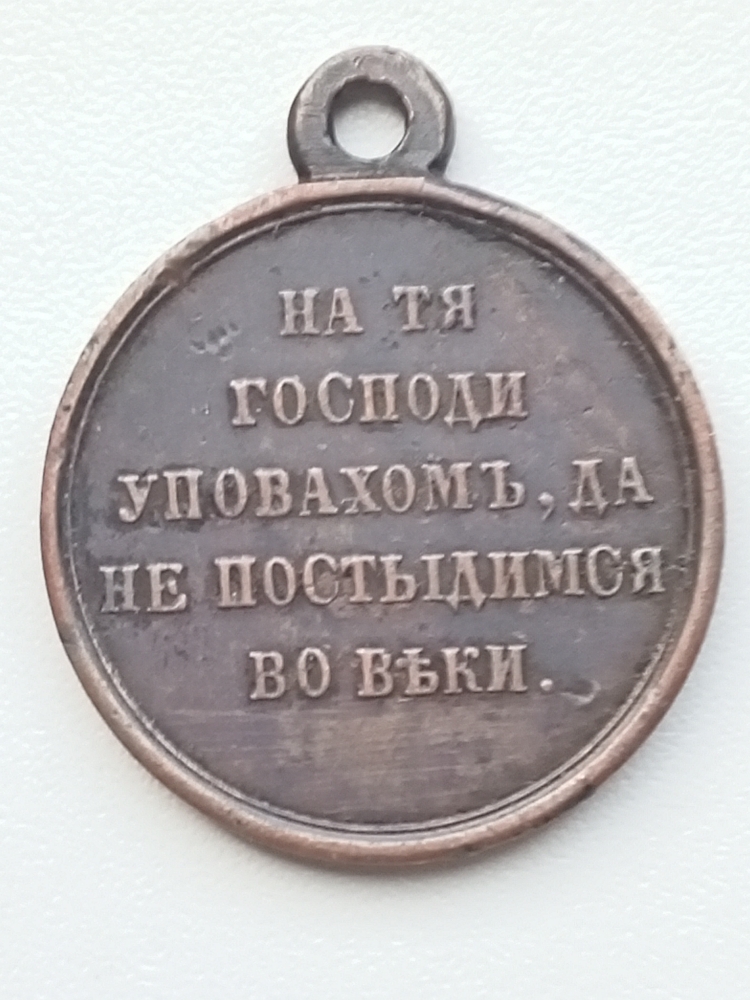 НА ТЯ
ГОСПОДИ
УПОВАХОМЪ, ДА
НЕ ПОСТЫДИМСЯ
ВО ВѢКИ.